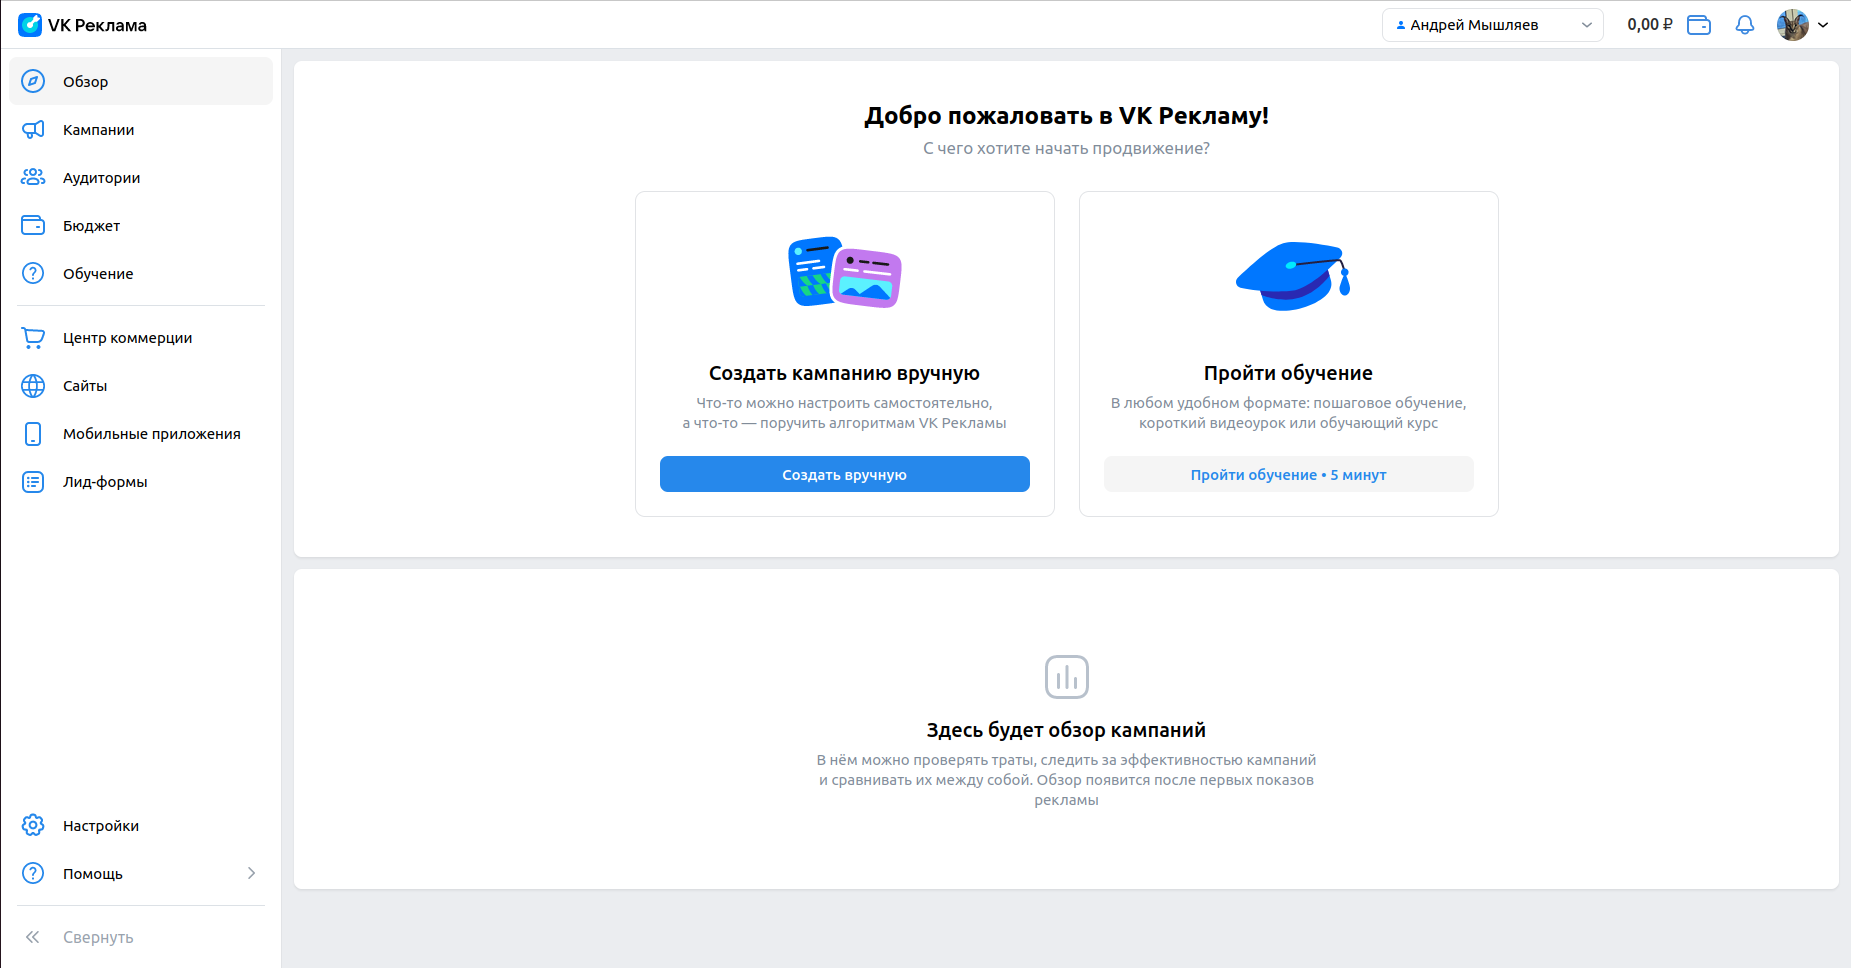 VK Реклама
Андрей Мышляев
0,00 ₽
Обзор
Кампании
Аудитории
Бюджет
Обучение
Центр коммерции
Сайты
Мобильные приложения
Лид-формы
Настройки
Помощь
Свернуть
Добро пожаловать в VK Рекламу!
С чего хотите начать продвижение?
Создать кампанию вручную
Что-то можно настроить самостоятельно,
а что-то — поручить алгоритмам VK Рекламы
Создать вручную
Пройти обучение
В любом удобном формате: пошаговое обучение,
короткий видеоурок или обучающий курс
Пройти обучение • 5 минут
Здесь будет обзор кампаний
В нём можно проверять траты, следить за эффективностью кампаний
и сравнивать их между собой. Обзор появится после первых показов
рекламы